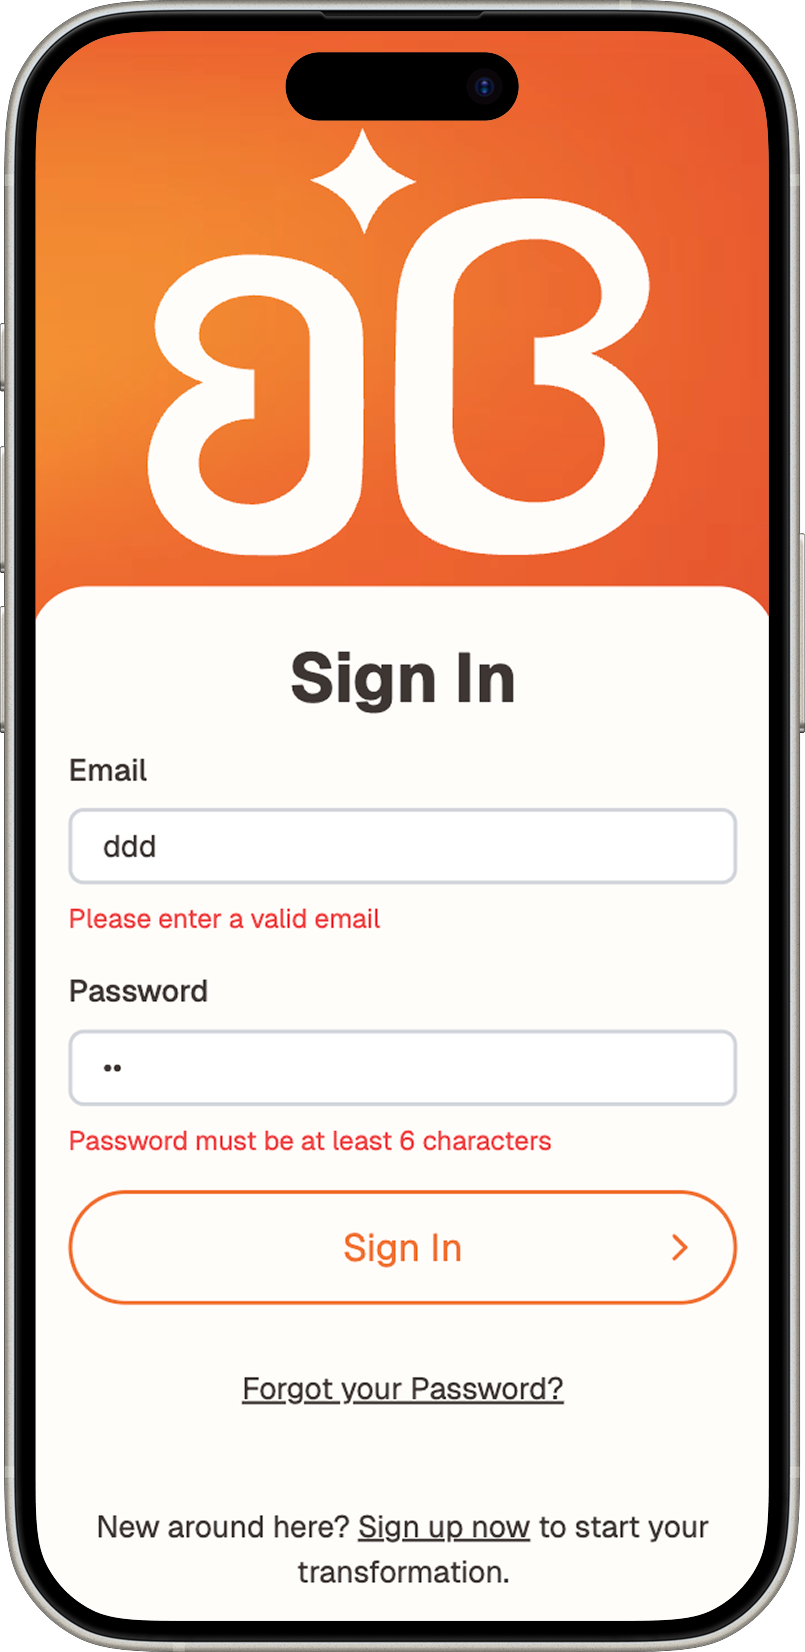 Sign In
Email
ddd
Please enter a valid email
Password
••
Password must be at least 6 characters
Sign In
Forgot your Password?
New around here? Sign up now to start your
transformation.